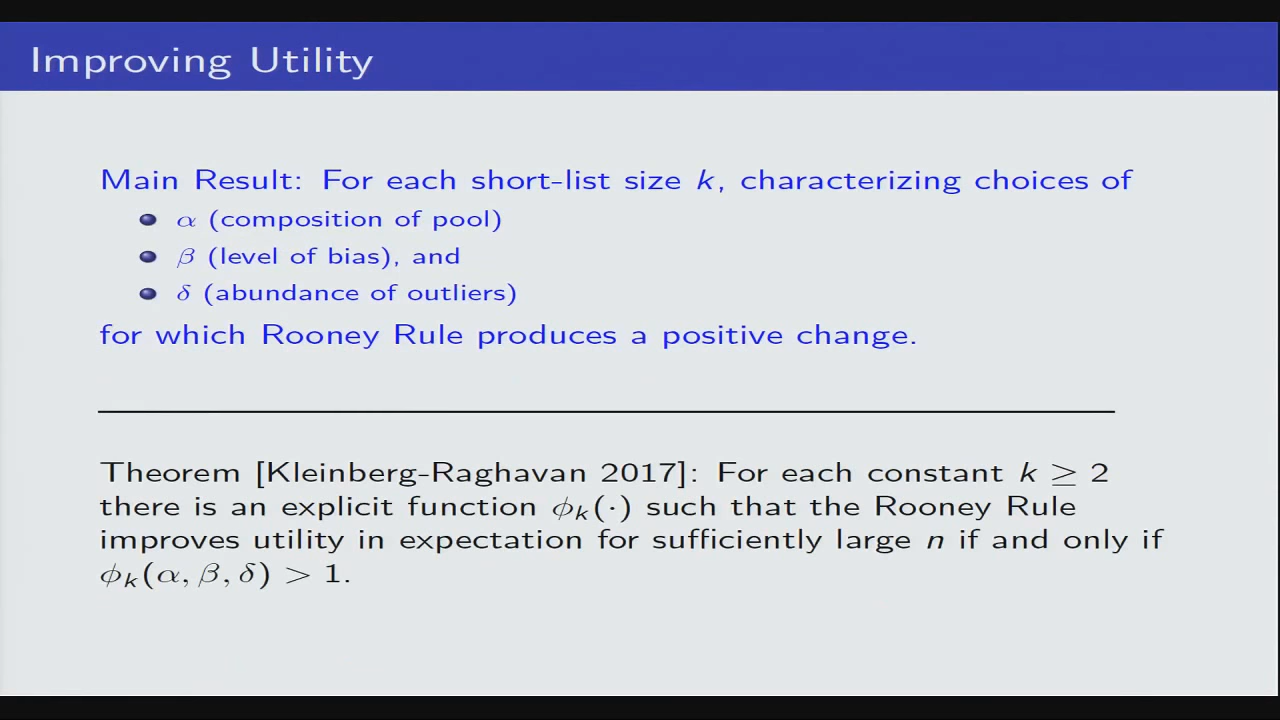 Improving Utility
Main Result: For each short-list size k, characterizing choices of
α (composition of pool)
β (level of bias), and
δ (abundance of outliers)
for which Rooney Rule produces a positive change.
Theorem [Kleinberg-Raghavan 2017]: For each constant k ≥ 2
there is an explicit function ϕₖ(·) such that the Rooney Rule
improves utility in expectation for sufficiently large n if and only if
ϕₖ(α, β, δ) > 1.